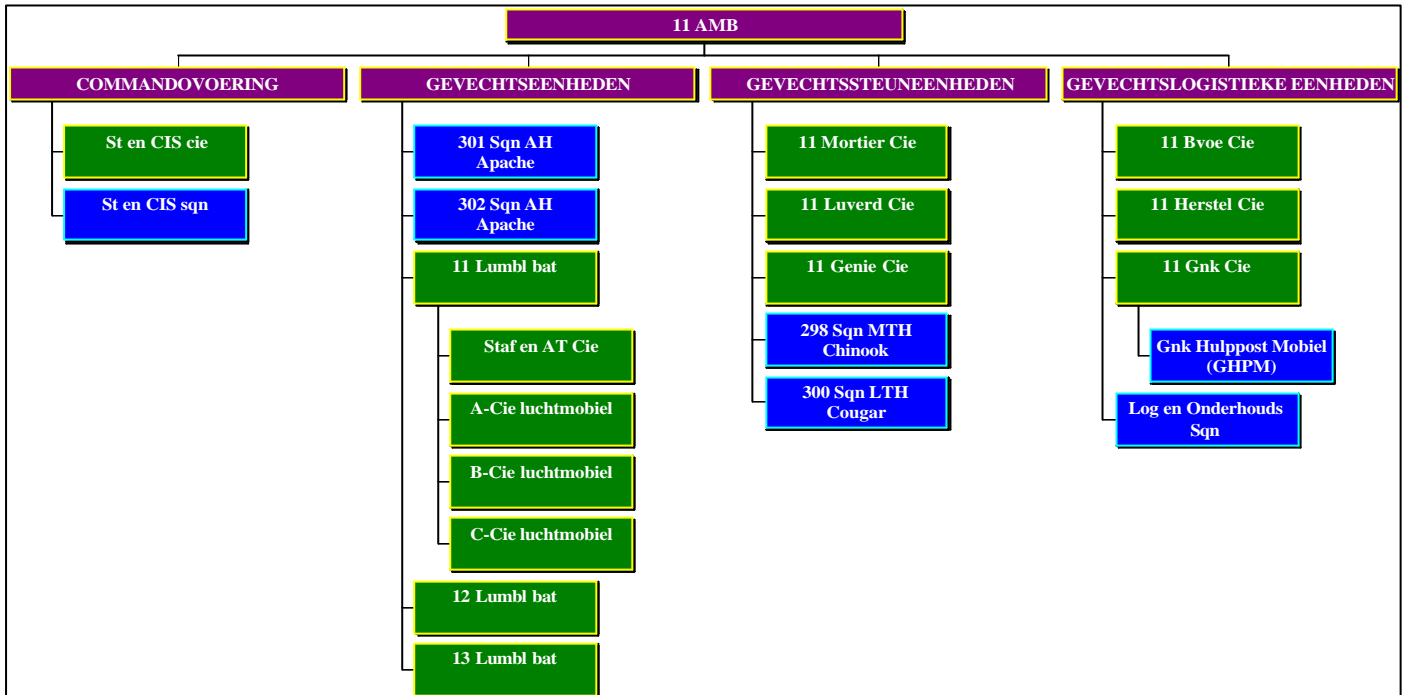 11 AMB
COMMANDOVOERING
St en CIS cie
St en CIS sqn
GEVECHTSEENHEDEN
301 Sqn AH
Apache
302 Sqn AH
Apache
11 Lumbl bat
Staf en AT Cie
A-Cie luchtmobiel
B-Cie luchtmobiel
C-Cie luchtmobiel
12 Lumbl bat
13 Lumbl bat
GEVECHTSSTEUNEENHEDEN
11 Mortier Cie
11 Luverd Cie
11 Genie Cie
298 Sqn MTH
Chinook
300 Sqn LTH
Cougar
GEVECHTSLOGISTIEKE EENHEDEN
11 Bvoe Cie
11 Herstel Cie
11 Gnk Cie
Gnk Hulppost Mobiel
(GHPM)
Log en Onderhouds
Sqn